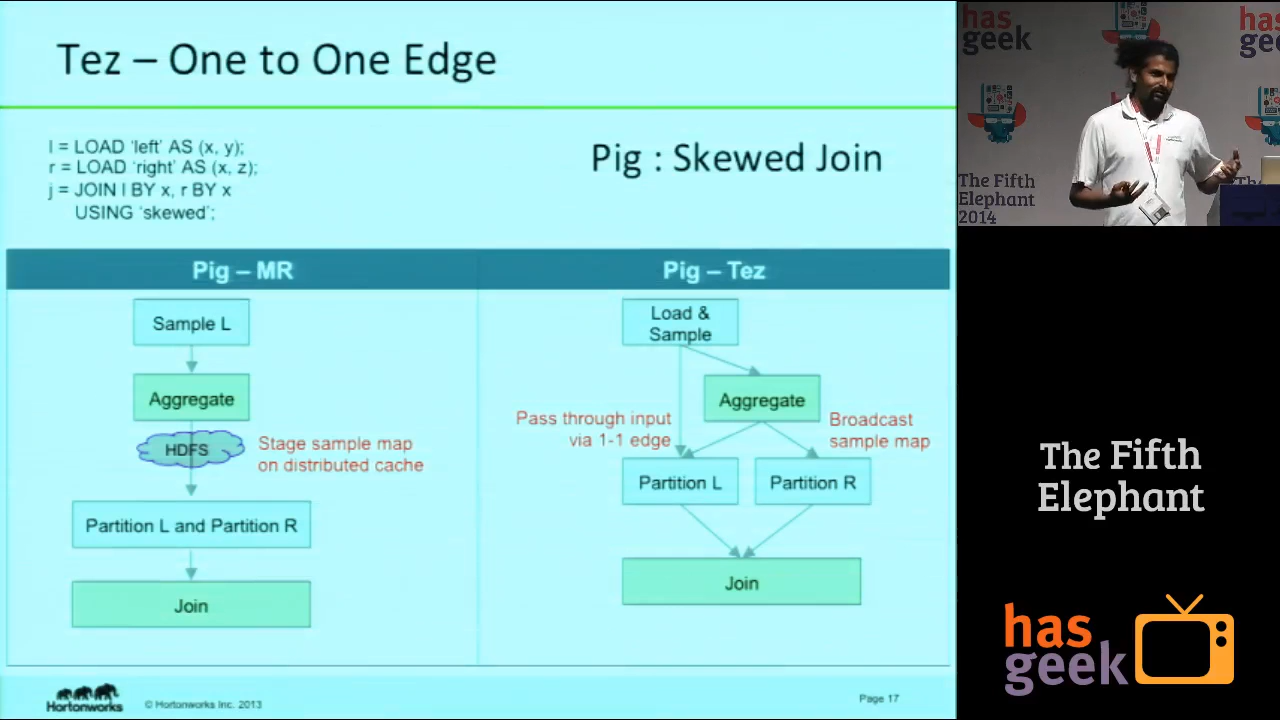 Tez – One to One Edge
l = LOAD ‘left’ AS (x, y);
r = LOAD ‘right’ AS (x, z);
j = JOIN l BY x, r BY x
USING ‘skewed’;
Pig : Skewed Join
Pig – MR
Sample L
Aggregate
HDFS
Stage sample map
on distributed cache
Partition L and Partition R
Join
Pig – Tez
Load &
Sample
Aggregate
Pass through input
via 1-1 edge
Broadcast
sample map
Partition L
Partition R
Join
Hortonworks
© Hortonworks Inc. 2013
Page 17
has
geek
has
ge
The Fifth
Elephant
2014
The Fifth
Elephant
has
geek